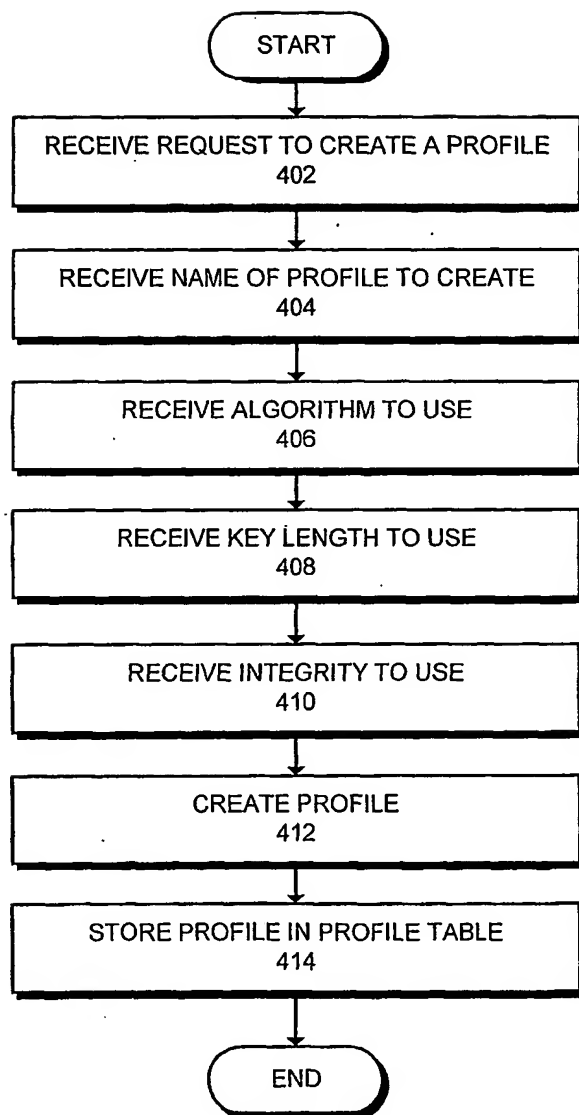 START
RECEIVE REQUEST TO CREATE A PROFILE
402
RECEIVE NAME OF PROFILE TO CREATE
404
RECEIVE ALGORITHM TO USE
406
RECEIVE KEY LENGTH TO USE
408
RECEIVE INTEGRITY TO USE
410
CREATE PROFILE
412
STORE PROFILE IN PROFILE TABLE
414
END